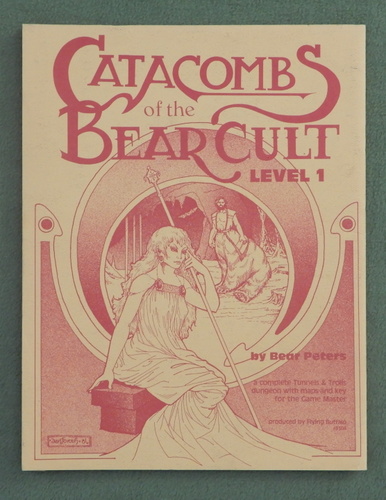 CATACOMBS
of the
BEAR CULT
LEVEL 1
by Bear Peters
a complete Tunnels & Trolls
dungeon with maps and key
for the Game Master
produced by Flying Buffalo